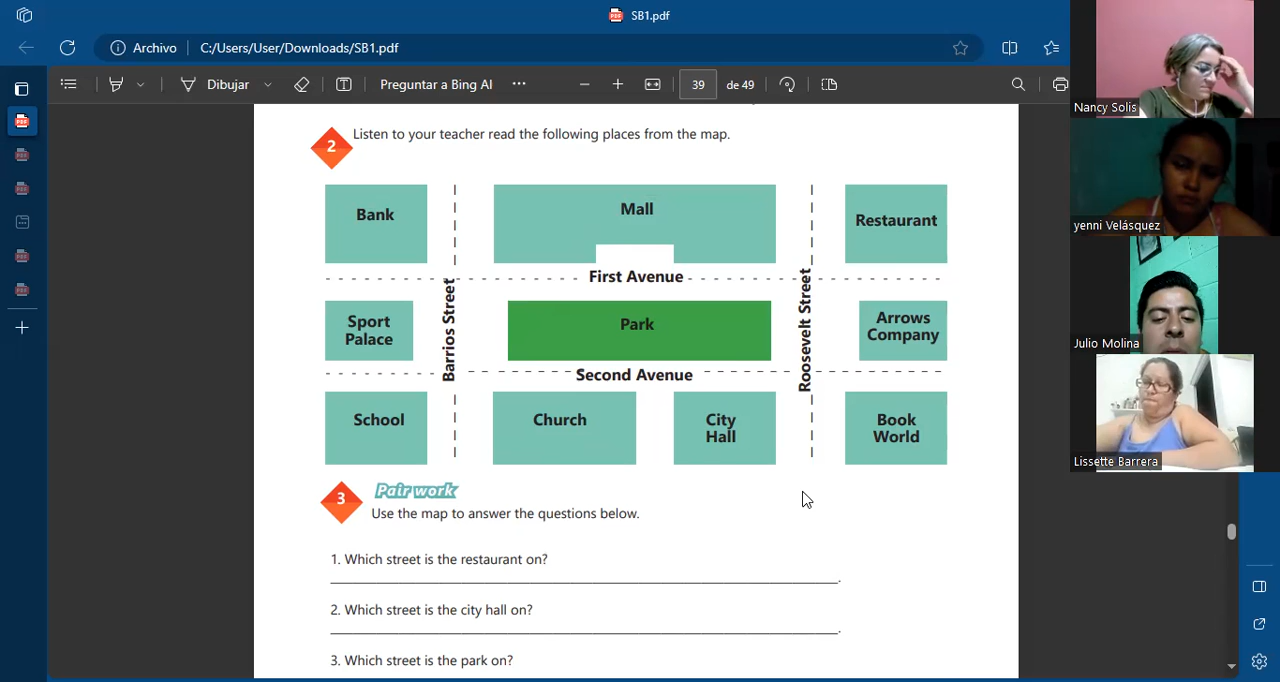 SB1.pdf
Archivo C:/Users/User/Downloads/SB1.pdf
Dibujar Preguntar a Bing AI 39 de 49
2 Listen to your teacher read the following places from the map.
Bank
Mall
Restaurant
First Avenue
Barrios Street
Roosevelt Street
Sport
Palace
Park
Arrows
Company
Second Avenue
School
Church
City
Hall
Book
World
3 Pair work
Use the map to answer the questions below.
1. Which street is the restaurant on?
2. Which street is the city hall on?
3. Which street is the park on?
Nancy Solis
yenni Velásquez
Julio Molina
Lissette Barrera